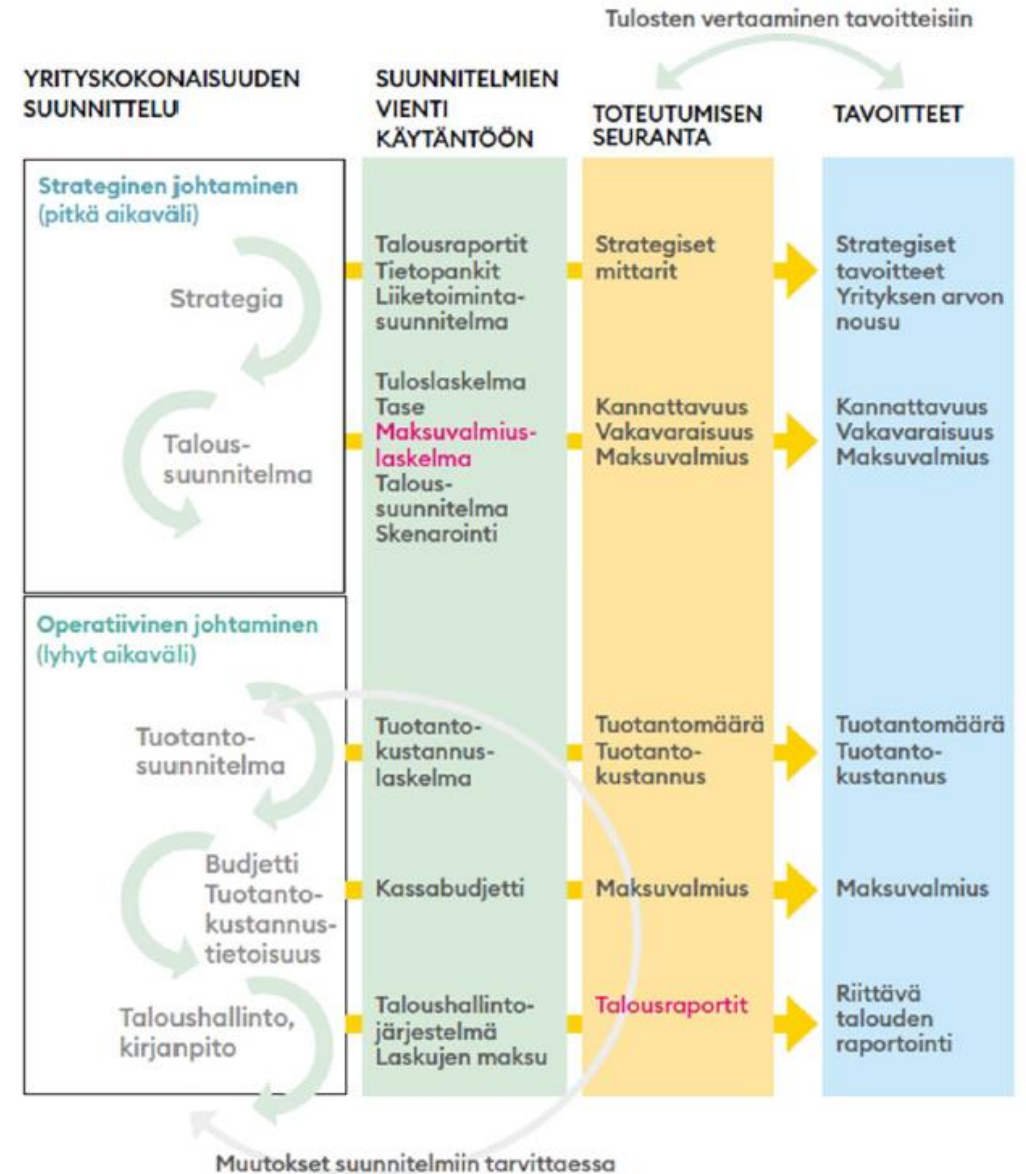 Tulosten vertaaminen tavoitteisiin
YRITYSKOKONAISUUDEN
SUUNNITTELU
SUUNNITELMIEN
VIENTI
KÄYTÄNTÖÖN
TOTEUTUMISEN
SEURANTA
TAVOITTEET
Strateginen johtaminen
(pitkä aikaväli)
Strategia
Talousraportit
Tietopankit
Liiketoiminta-
suunnitelma
Strategiset
mittarit
Strategiset
tavoitteet
Yrityksen arvon
nousu
Talous-
suunnitelma
Tuloslaskelma
Tase
Maksuvalmius-
laskelma
Talous-
suunnitelma
Skenarointi
Kannattavuus
Vakavaraisuus
Maksuvalmius
Kannattavuus
Vakavaraisuus
Maksuvalmius
Operatiivinen johtaminen
(lyhyt aikaväli)
Tuotanto-
suunnitelma
Tuotanto-
kustannus-
laskelma
Tuotantomäärä
Tuotanto-
kustannus
Tuotantomäärä
Tuotanto-
kustannus
Budjetti
Tuotanto-
kustannus-
tietoisuus
Kassabudjetti
Maksuvalmius
Maksuvalmius
Taloushallinto,
kirjanpito
Taloushallinto-
järjestelmä
Laskujen maksu
Talousraportit
Riittävä
talouden
raportointi
Muutokset suunnitelmiin tarvittaessa